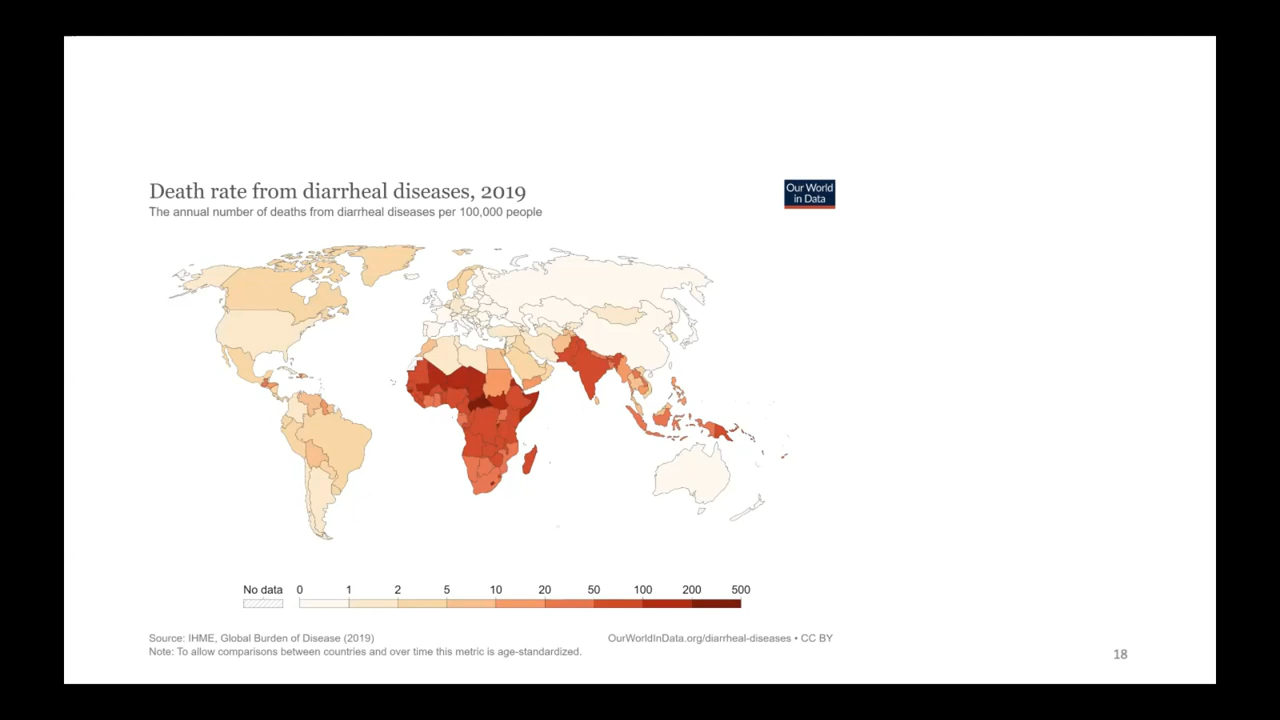 Death rate from diarrheal diseases, 2019
The annual number of deaths from diarrheal diseases per 100,000 people
Our World
in Data
No data 0 1 2 5 10 20 50 100 200 500
Source: IHME, Global Burden of Disease (2019)
OurWorldInData.org/diarrheal-diseases • CC BY
Note: To allow comparisons between countries and over time this metric is age-standardized.
18